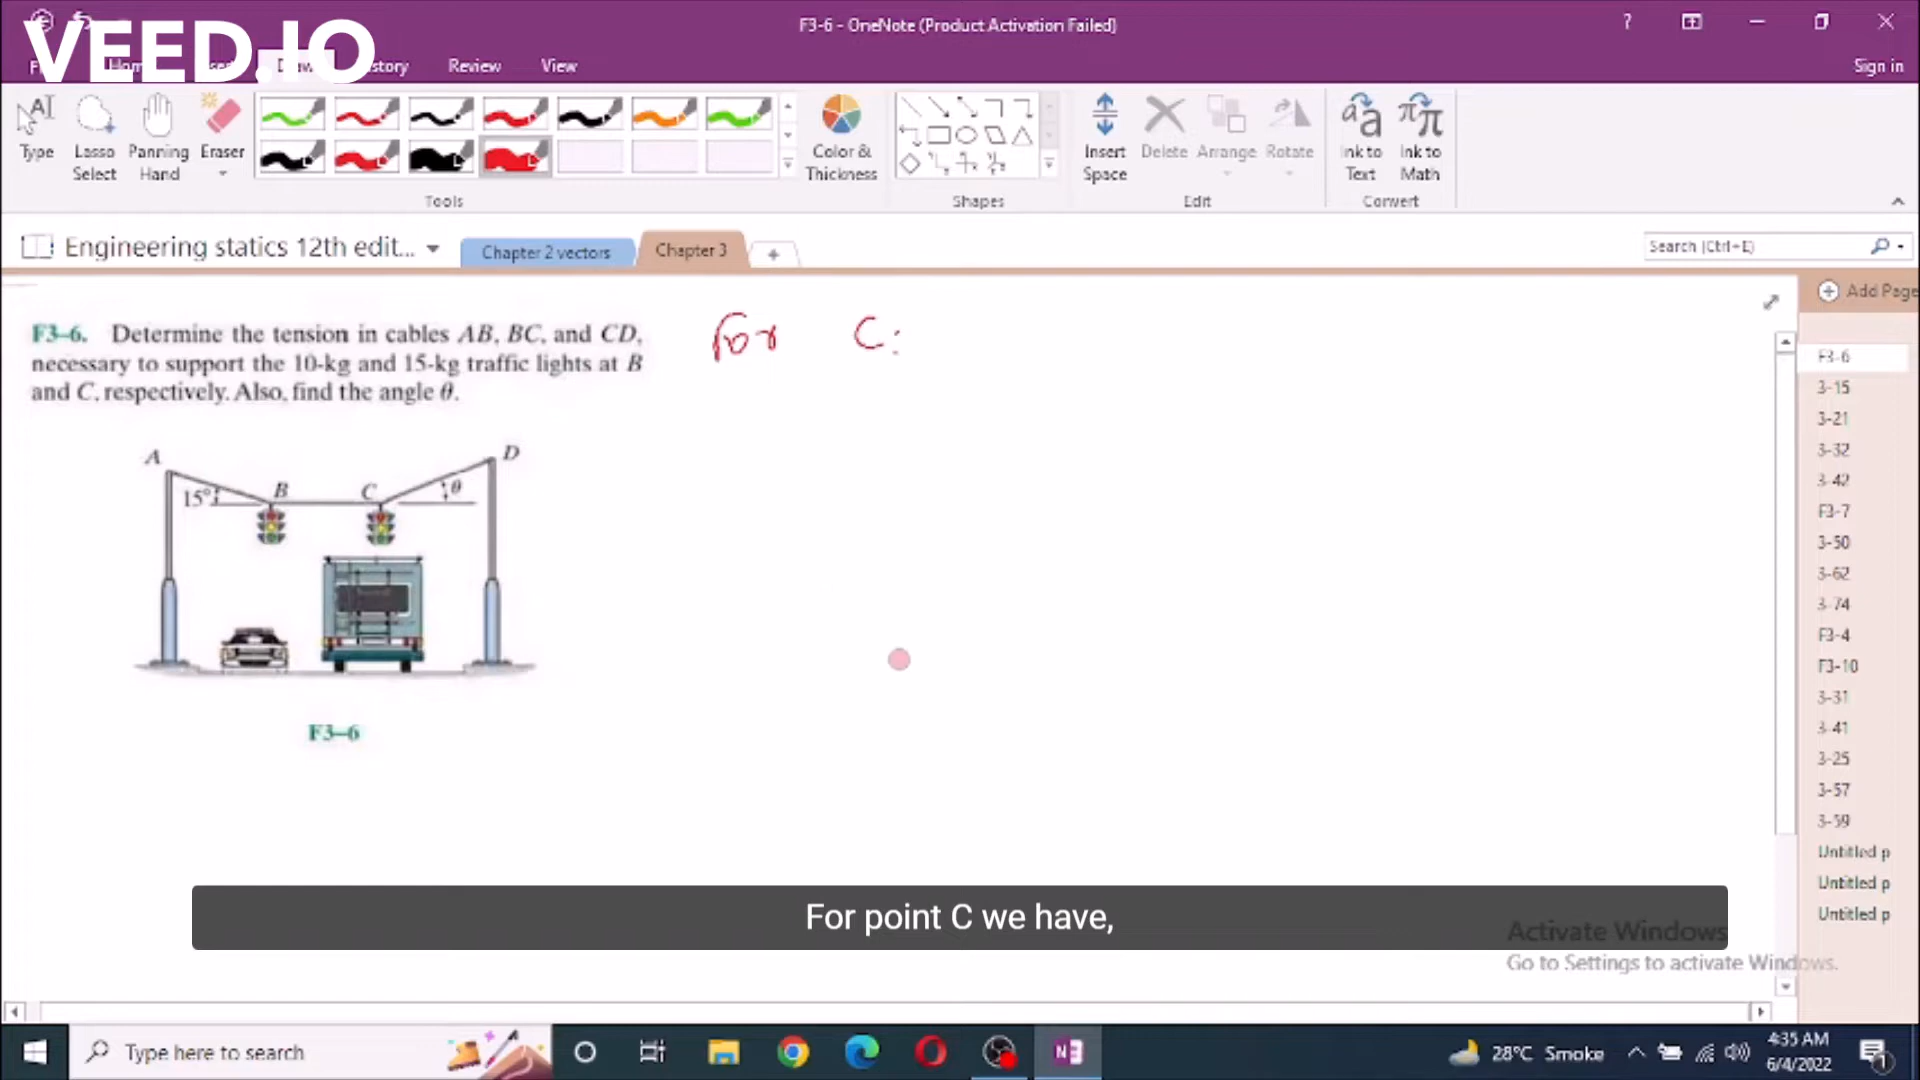 VEED.IO
F3-6 - OneNote (Product Activation Failed)
Review
View
Sign in
Type
Lasso Select
Panning Hand
Eraser
Color & Thickness
Insert Space
Delete
Arrange
Rotate
Ink to Text
Ink to Math
Tools
Shapes
Edit
Convert
Engineering statics 12th edit...
Chapter 2 vectors
Chapter 3
Search (Ctrl+E)
Add Page
F3–6. Determine the tension in cables AB, BC, and CD,
necessary to support the 10-kg and 15-kg traffic lights at B
and C, respectively. Also, find the angle θ.
for C:
A
D
15°
B
C
θ
F3–6
F3-6
3-15
3-21
3-32
3-42
F3-7
3-50
3-62
3-74
F3-4
F3-10
3-31
3-41
3-25
3-57
3-59
Untitled p
Untitled p
Untitled p
For point C we have,
Activate Windows
Go to Settings to activate Windows.
Type here to search
28°C Smoke
4:35 AM
6/4/2022